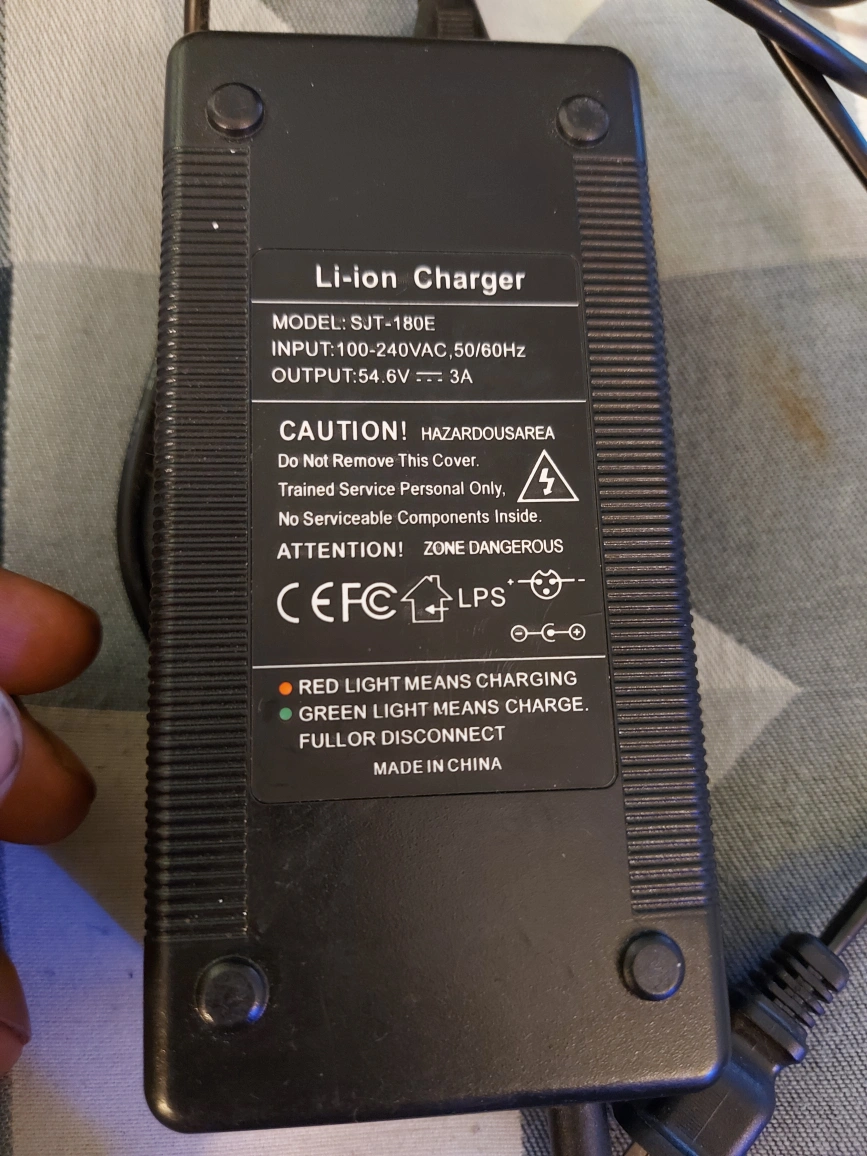 Li-ion Charger
MODEL: SJT-180E
INPUT:100-240VAC,50/60Hz
OUTPUT:54.6V ⎓ 3A
CAUTION! HAZARDOUSAREA
Do Not Remove This Cover.
Trained Service Personal Only,
No Serviceable Components Inside.
ATTENTION! ZONE DANGEROUS
CE FC LPS + -
- +
RED LIGHT MEANS CHARGING
GREEN LIGHT MEANS CHARGE.
FULLOR DISCONNECT
MADE IN CHINA